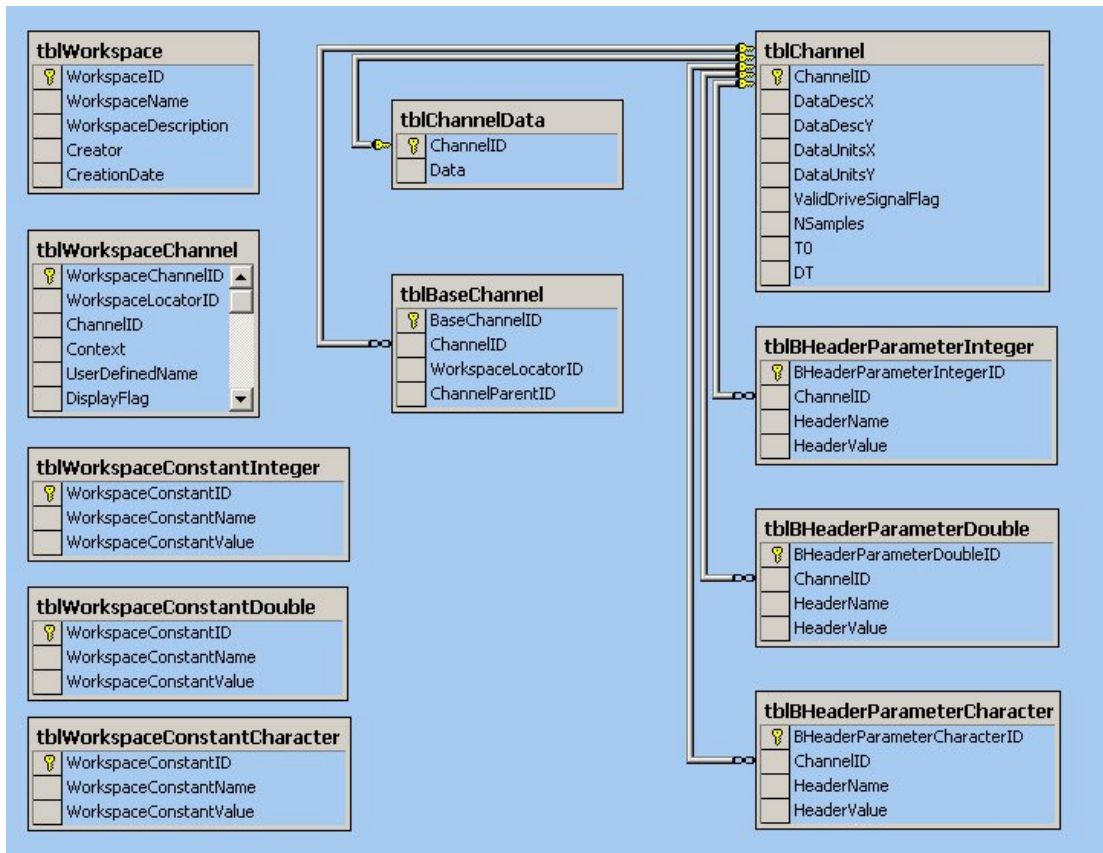 tblWorkspace
WorkspaceID
WorkspaceName
WorkspaceDescription
Creator
CreationDate
tblWorkspaceChannel
WorkspaceChannelID
WorkspaceLocatorID
ChannelID
Context
UserDefinedName
DisplayFlag
tblWorkspaceConstantInteger
WorkspaceConstantID
WorkspaceConstantName
WorkspaceConstantValue
tblWorkspaceConstantDouble
WorkspaceConstantID
WorkspaceConstantName
WorkspaceConstantValue
tblWorkspaceConstantCharacter
WorkspaceConstantID
WorkspaceConstantName
WorkspaceConstantValue
tblChannelData
ChannelID
Data
tblBaseChannel
BaseChannelID
ChannelID
WorkspaceLocatorID
ChannelParentID
tblChannel
ChannelID
DataDescX
DataDescY
DataUnitsX
DataUnitsY
ValidDriveSignalFlag
NSamples
T0
DT
tblBHeaderParameterInteger
BHeaderParameterIntegerID
ChannelID
HeaderName
HeaderValue
tblBHeaderParameterDouble
BHeaderParameterDoubleID
ChannelID
HeaderName
HeaderValue
tblBHeaderParameterCharacter
BHeaderParameterCharacterID
ChannelID
HeaderName
HeaderValue